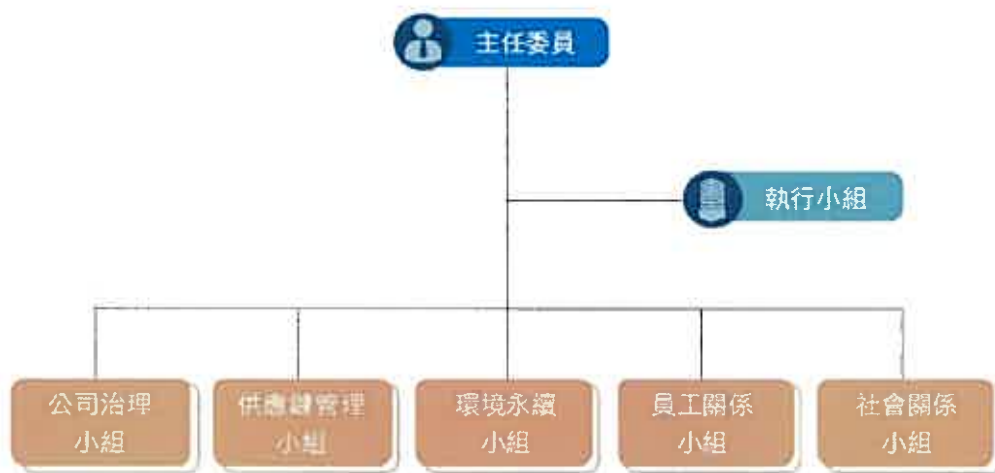 主任委員
執行小組
公司治理
小組
供應鏈管理
小組
環境永續
小組
員工關係
小組
社會關係
小組